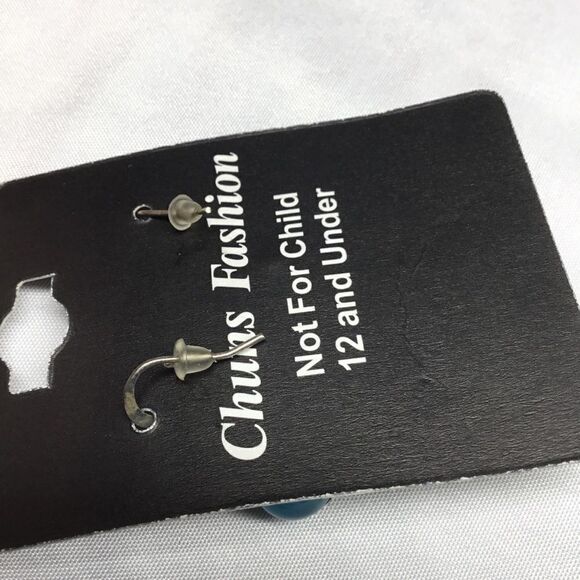 Chuns Fashion
Not For Child
12 and Under